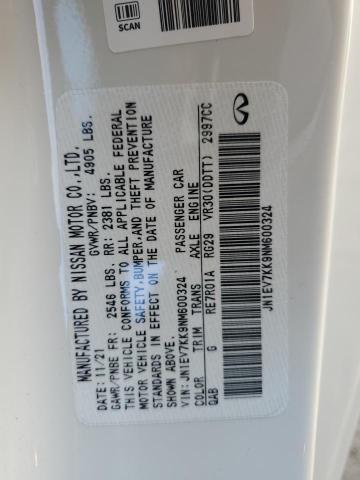 SCAN
MANUFACTURED BY NISSAN MOTOR CO.,LTD.
DATE: 11/21 GVWR/PNBV: 4905 LBS.
GAWR/PNBE FR: 2546 LBS. RR: 2381 LBS.
THIS VEHICLE CONFORMS TO ALL APPLICABLE FEDERAL
MOTOR VEHICLE SAFETY,BUMPER,AND THEFT PREVENTION
STANDARDS IN EFFECT ON THE DATE OF MANUFACTURE
SHOWN ABOVE.
VIN:JN1EV7KK9NM600324 PASSENGER CAR
COLOR TRIM TRANS AXLE ENGINE
QAB G RE7R01A RG29 VR30(DDTT) 2997CC
JN1EV7KK9NM600324